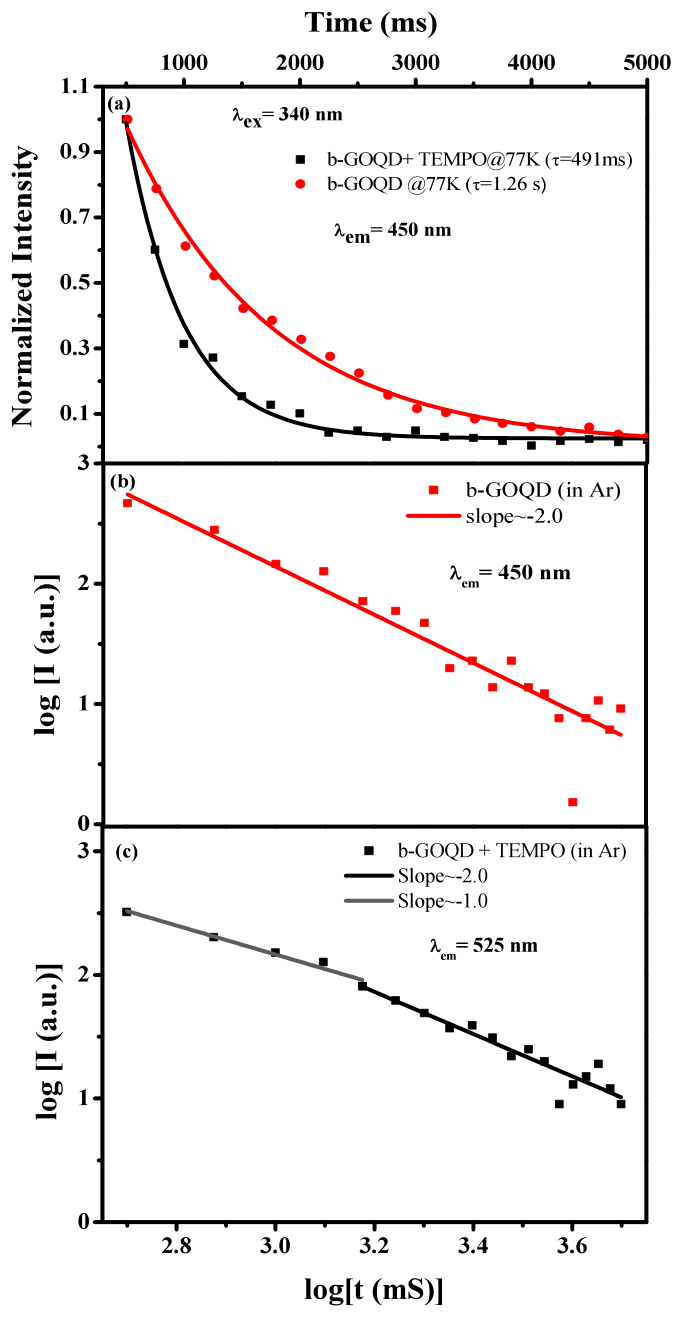 Time (ms)
1000 2000 3000 4000 5000
1.1
0.9
0.7
0.5
0.3
0.1
Normalized Intensity
(a)
λex= 340 nm
b-GOQD+ TEMPO@77K (τ=491ms)
b-GOQD @77K (τ=1.26 s)
λem= 450 nm
3
2
1
0
log [I (a.u.)]
(b)
b-GOQD (in Ar)
slope~-2.0
λem= 450 nm
3
2
1
0
log [I (a.u.)]
(c)
b-GOQD + TEMPO (in Ar)
Slope~-2.0
Slope~-1.0
λem= 525 nm
2.8 3.0 3.2 3.4 3.6
log[t (mS)]